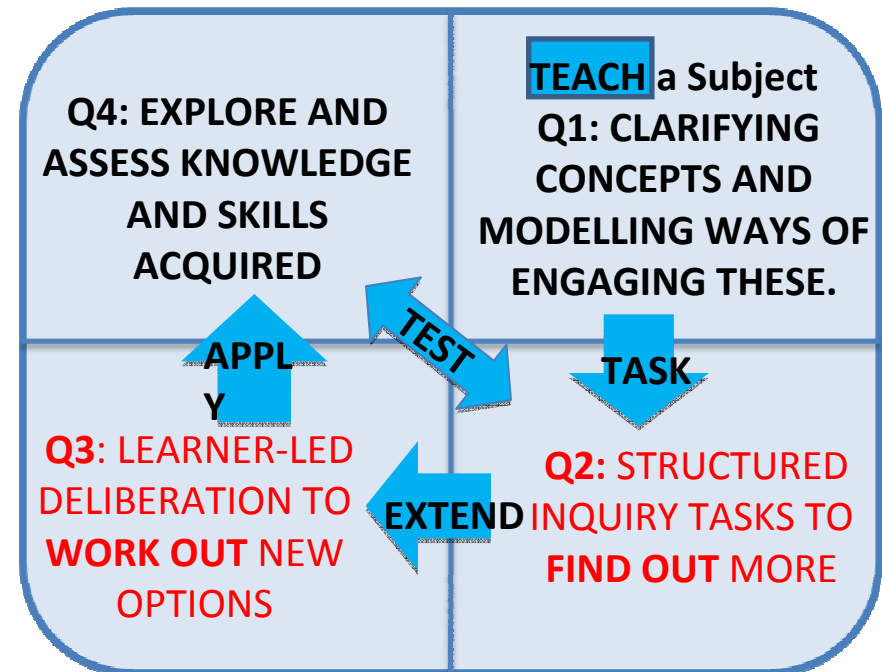 TEACH a Subject
Q1: CLARIFYING
CONCEPTS AND
MODELLING WAYS OF
ENGAGING THESE.
TASK
Q2: STRUCTURED
INQUIRY TASKS TO
FIND OUT MORE
EXTEND
Q3: LEARNER-LED
DELIBERATION TO
WORK OUT NEW
OPTIONS
APPL
Y
Q4: EXPLORE AND
ASSESS KNOWLEDGE
AND SKILLS
ACQUIRED
TEST